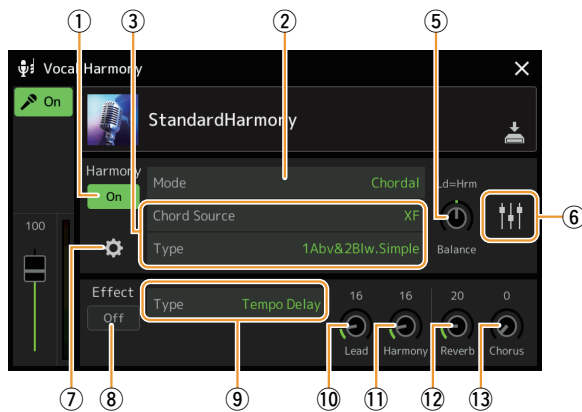 ① ③ ② ⑤
Vocal Harmony ×
On
StandardHarmony
Harmony
On
Mode Chordal
Ld=Hrm
Chord Source XF
⑥
Type 1Abv&2Blw.Simple
Balance
100
Effect
Off
Type Tempo Delay
16 16 20 0
Lead Harmony Reverb Chorus
⑦ ⑧ ⑨ ⑩ ⑪ ⑫ ⑬